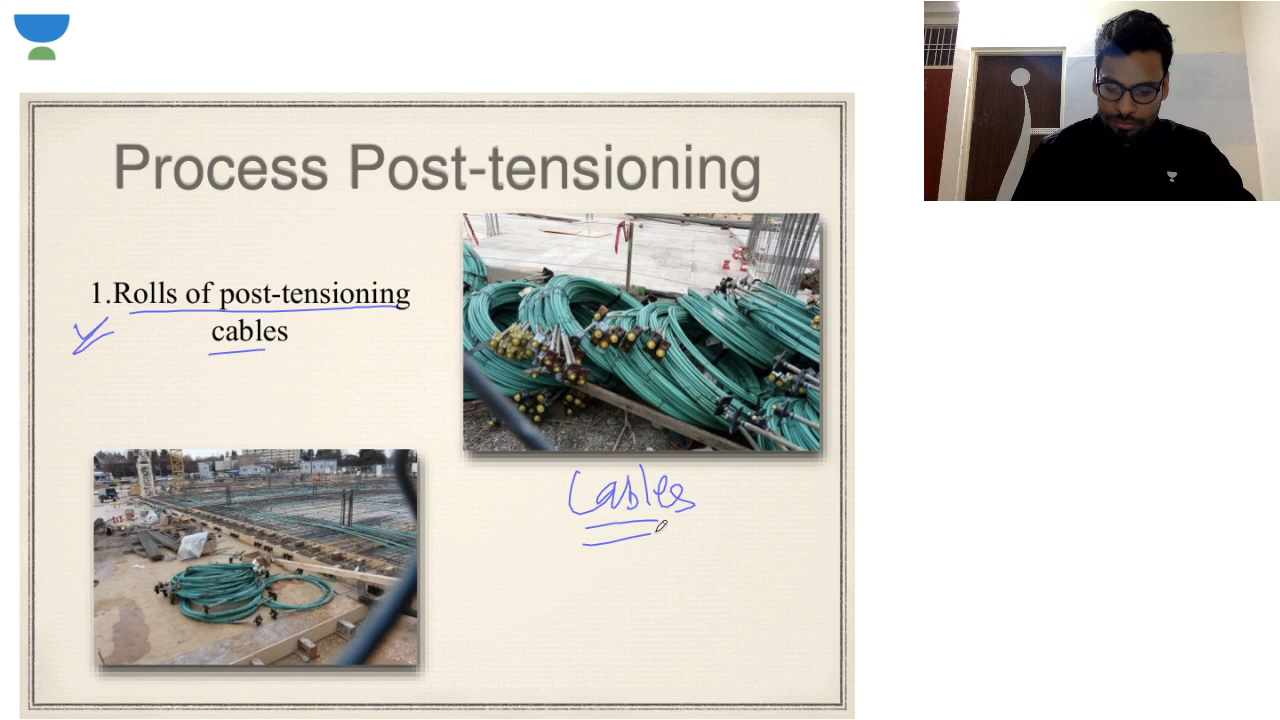 Process Post-tensioning
1.Rolls of post-tensioning
cables
Cables